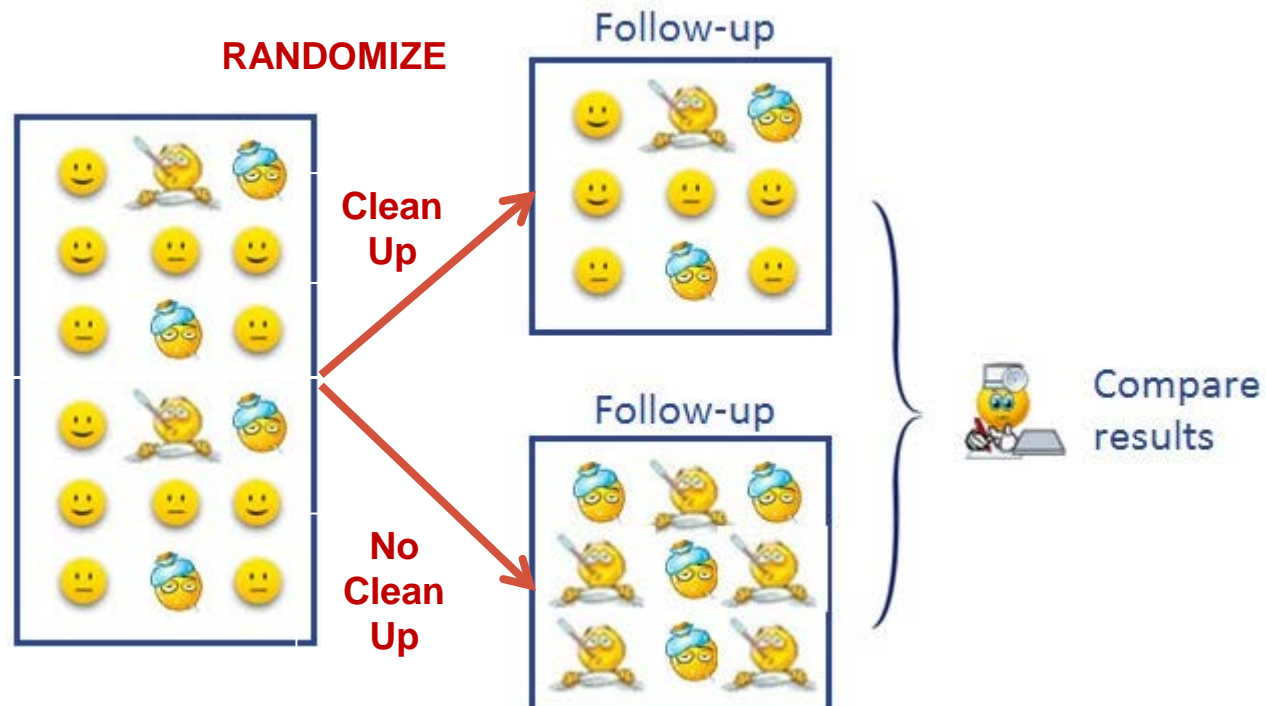 RANDOMIZE
Follow-up
Clean
Up
Follow-up
No
Clean
Up
Compare
results